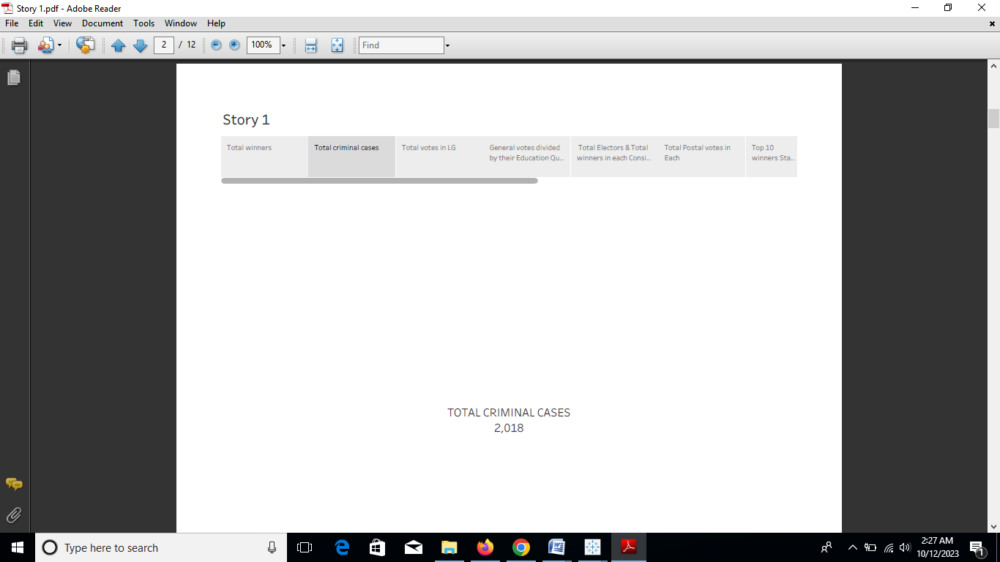 Story 1.pdf - Adobe Reader
File Edit View Document Tools Window Help
2 / 12 100% Find
Story 1
Total winners
Total criminal cases
Total votes in LG
General votes divided
by their Education Qu..
Total Electors & Total
winners in each Consi..
Total Postal votes in
Each
Top 10
winners Sta..
TOTAL CRIMINAL CASES
2,018
Type here to search
2:27 AM
10/12/2023
1